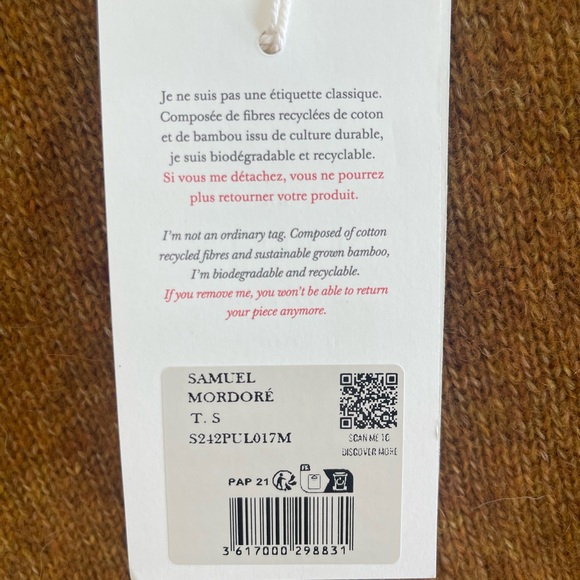 Je ne suis pas une étiquette classique.
Composée de fibres recyclées de coton
et de bambou issu de culture durable,
je suis biodégradable et recyclable.
Si vous me détachez, vous ne pourrez
plus retourner votre produit.
I'm not an ordinary tag. Composed of cotton
recycled fibres and sustainable grown bamboo,
I'm biodegradable and recyclable.
If you remove me, you won't be able to return
your piece anymore.
SAMUEL
MORDORÉ
T. S
S242PUL017M
SCAN ME TO
DISCOVER MORE
PAP 21
FR
3 617000 298831